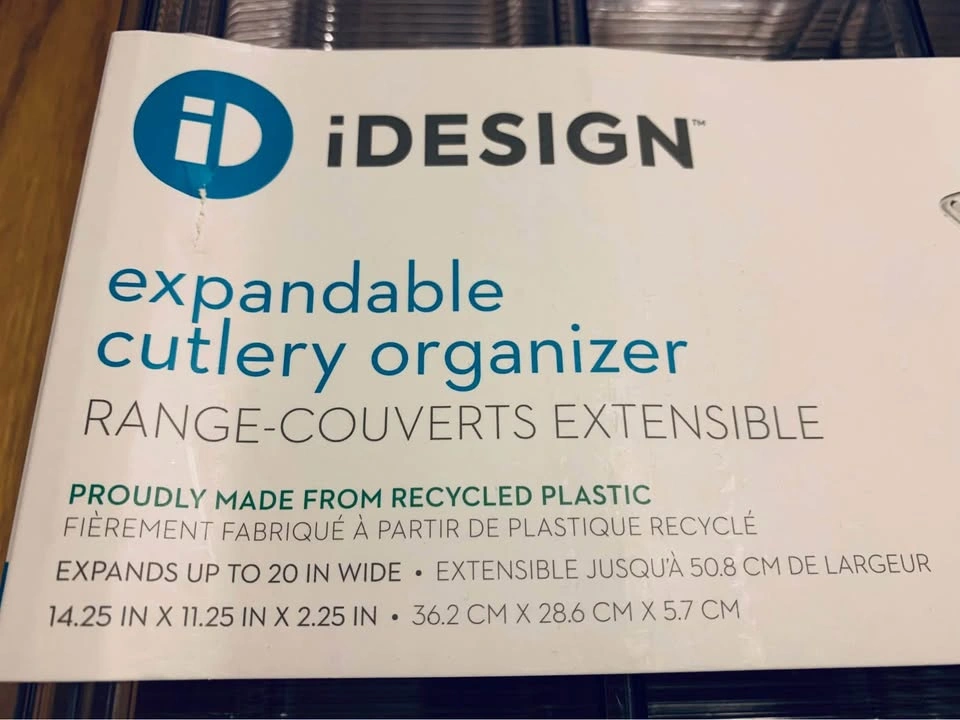 iD
iDESIGN™
expandable
cutlery organizer
RANGE-COUVERTS EXTENSIBLE
PROUDLY MADE FROM RECYCLED PLASTIC
FIÈREMENT FABRIQUÉ À PARTIR DE PLASTIQUE RECYCLÉ
EXPANDS UP TO 20 IN WIDE • EXTENSIBLE JUSQU'À 50.8 CM DE LARGEUR
14.25 IN X 11.25 IN X 2.25 IN • 36.2 CM X 28.6 CM X 5.7 CM